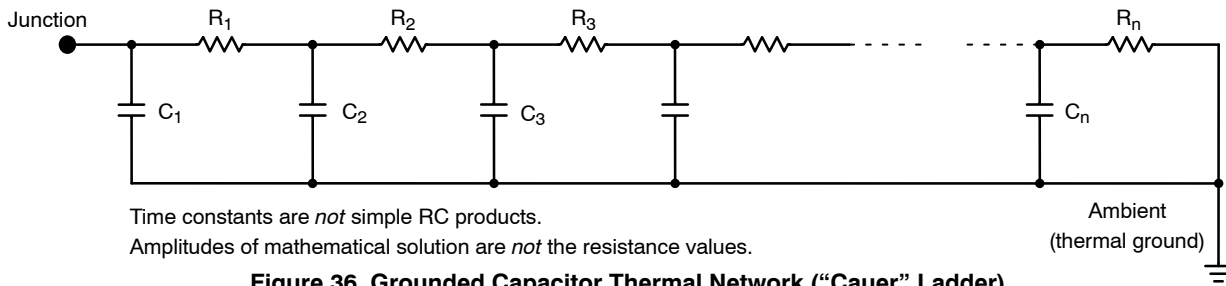 Junction
R1
R2
R3
Rn
C1
C2
C3
Cn
Time constants are not simple RC products.
Amplitudes of mathematical solution are not the resistance values.
Ambient
(thermal ground)
Figure 36. Grounded Capacitor Thermal Network (“Cauer” Ladder)